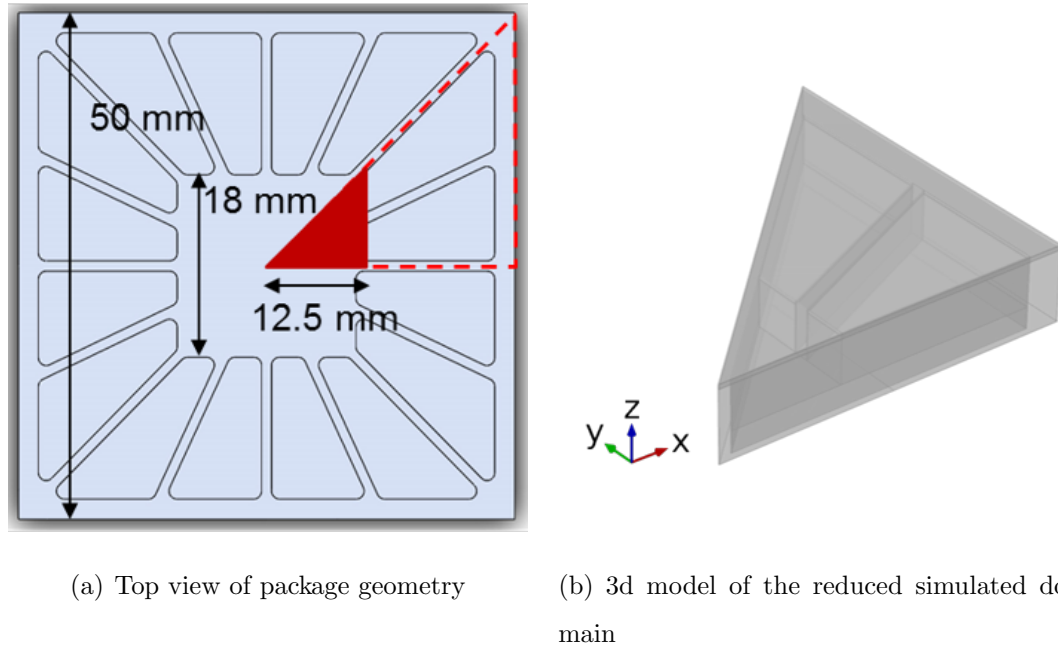 50 mm
18 mm
12.5 mm
z
y
x
(a) Top view of package geometry
(b) 3d model of the reduced simulated do
main